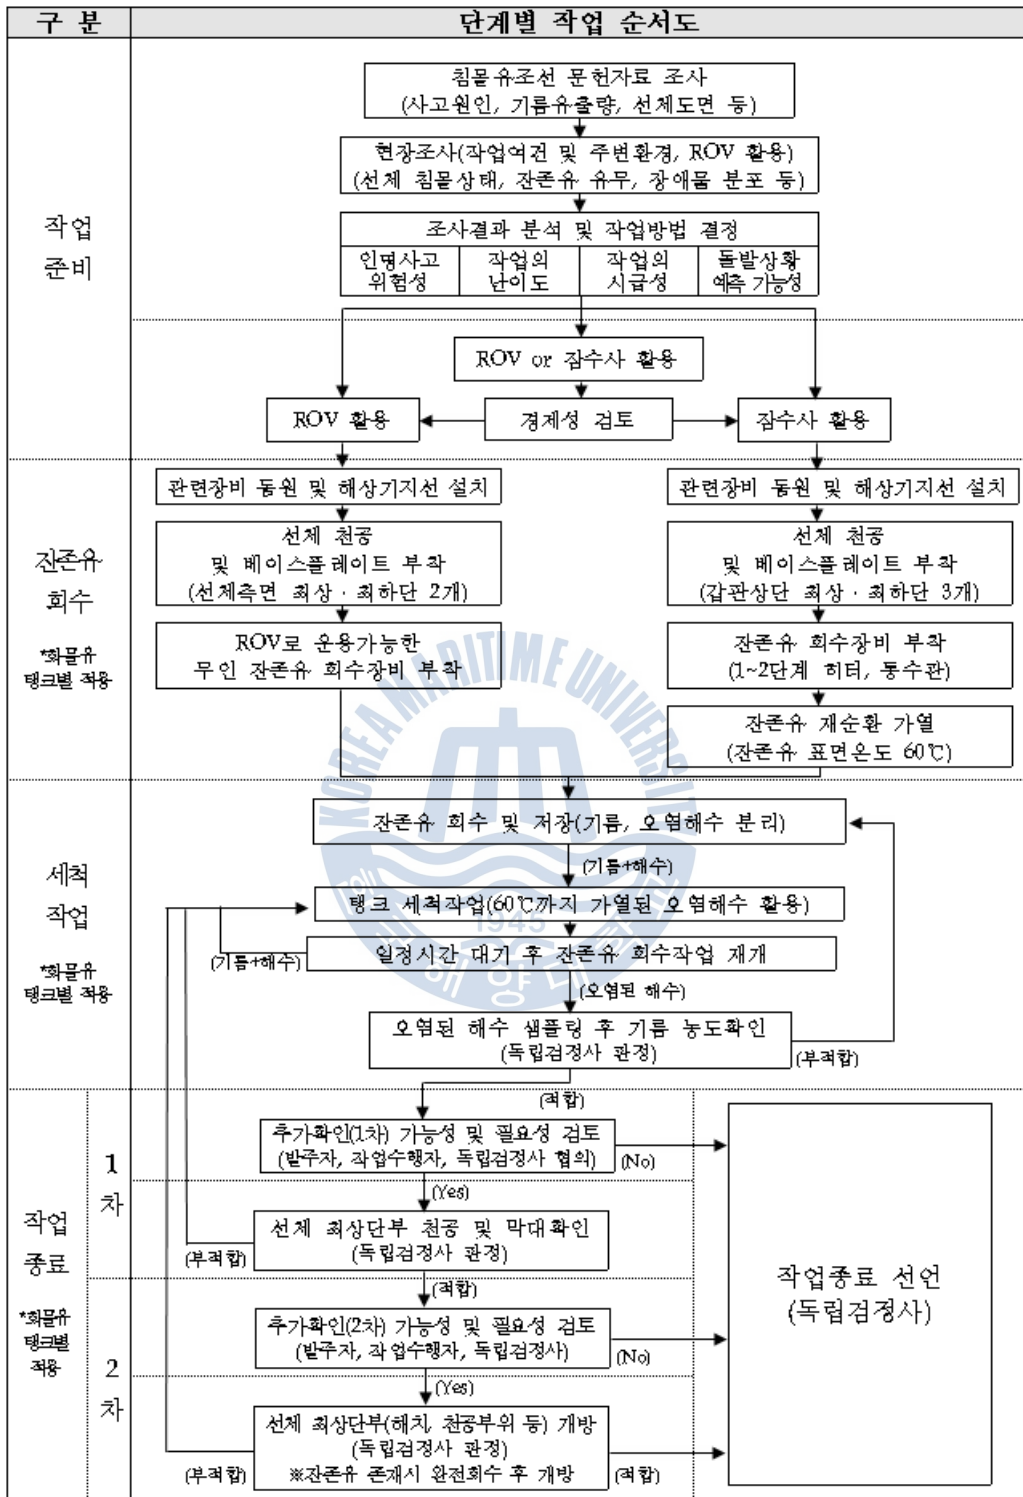 구 분
단계별 작업 순서도
작업
준비
침몰유조선 문헌자료 조사
(사고원인, 기름유출량, 선체도면 등)
현장조사(작업여건 및 주변환경, ROV 활용)
(선체 침몰상태, 잔존유 유무, 장애물 분포 등)
조사결과 분석 및 작업방법 결정
인명사고
위험성
작업의
난이도
작업의
시급성
돌발상황
예측 가능성
ROV or 잠수사 활용
ROV 활용
경제성 검토
잠수사 활용
잔존유
회수
*화물유
탱크별 적용
관련장비 동원 및 해상기지선 설치
선체 천공
및 베이스플레이트 부착
(선체측면 최상 · 최하단 2개)
ROV로 운용가능한
무인 잔존유 회수장비 부착
관련장비 동원 및 해상기지선 설치
선체 천공
및 베이스플레이트 부착
(갑판상단 최상 · 최하단 3개)
잔존유 회수장비 부착
(1~2단계 히터, 통수관)
잔존유 재순환 가열
(잔존유 표면온도 60℃)
세척
작업
*화물유
탱크별 적용
잔존유 회수 및 저장(기름, 오염해수 분리)
(기름+해수)
탱크 세척작업(60℃까지 가열된 오염해수 활용)
일정시간 대기 후 잔존유 회수작업 재개
(기름+해수)
(오염된 해수)
오염된 해수 샘플링 후 기름 농도확인
(독립검정사 판정)
(부적합)
(적합)
작업
종료
*화물유
탱크별
적용
1
차
추가확인(1차) 가능성 및 필요성 검토
(발주자, 작업수행자, 독립검정사 협의)
(No)
(Yes)
선체 최상단부 천공 및 막대확인
(독립검정사 판정)
(부적합)
(적합)
2
차
추가확인(2차) 가능성 및 필요성 검토
(발주자, 작업수행자, 독립검정사)
(No)
(Yes)
선체 최상단부(해치, 천공부위 등) 개방
(독립검정사 판정)
※잔존유 존재시 완전회수 후 개방
(부적합)
(적합)
작업종료 선언
(독립검정사)
KOREA MARITIME UNIVERSITY
1945